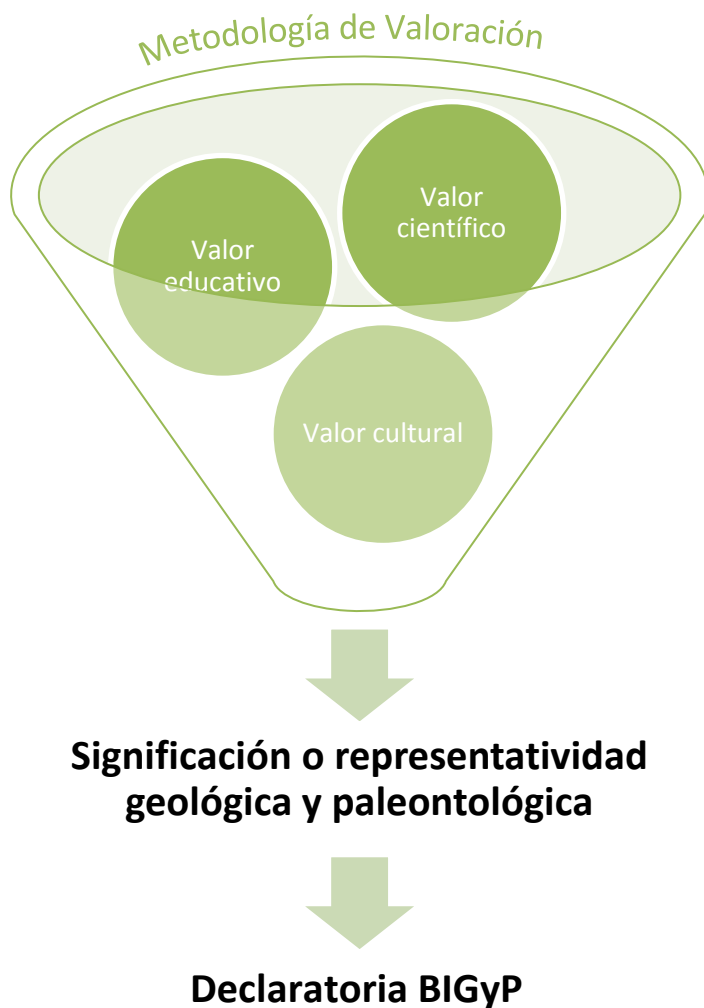 Metodología de Valoración
Valor
científico
Valor
educativo
Valor cultural
Significación o representatividad
geológica y paleontológica
Declaratoria BIGyP